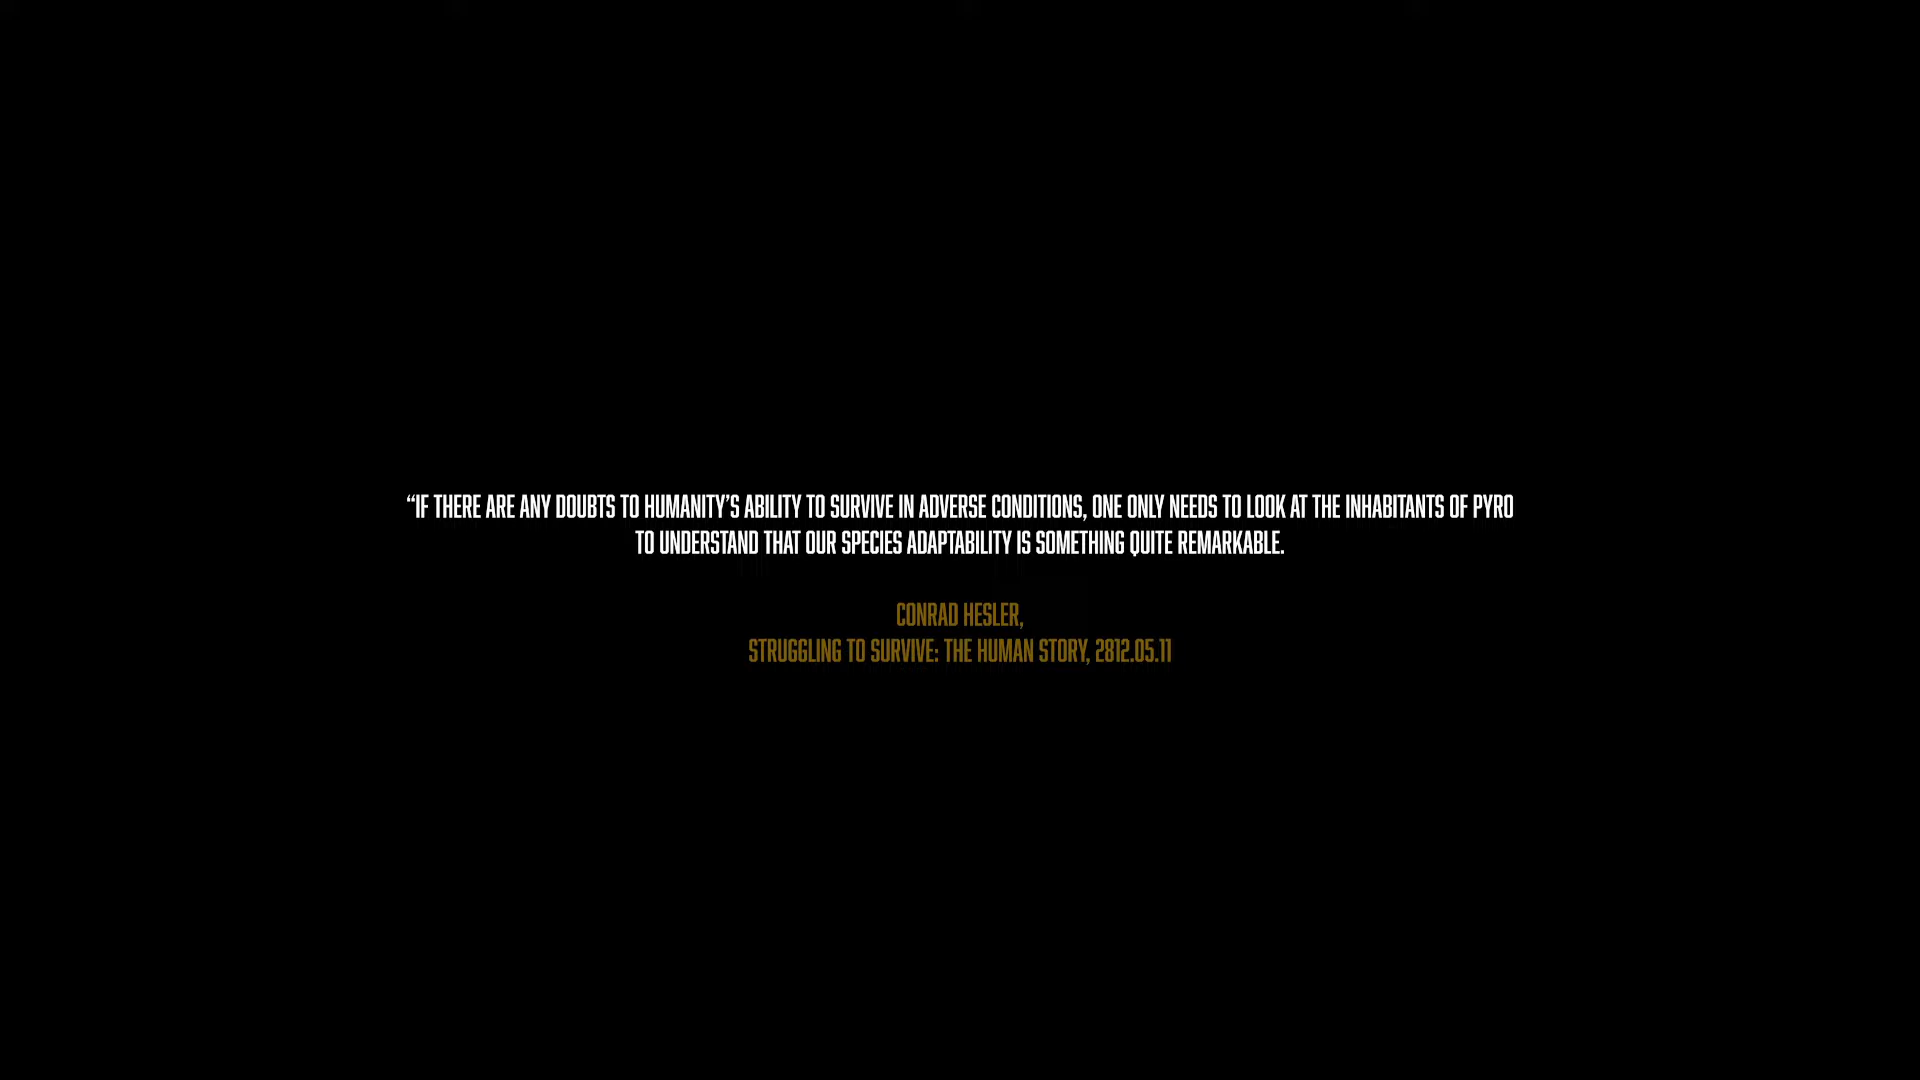 “IF THERE ARE ANY DOUBTS TO HUMANITY’S ABILITY TO SURVIVE IN ADVERSE CONDITIONS, ONE ONLY NEEDS TO LOOK AT THE INHABITANTS OF PYRO
TO UNDERSTAND THAT OUR SPECIES ADAPTABILITY IS SOMETHING QUITE REMARKABLE.
CONRAD HESLER,
STRUGGLING TO SURVIVE: THE HUMAN STORY, 2812.05.11